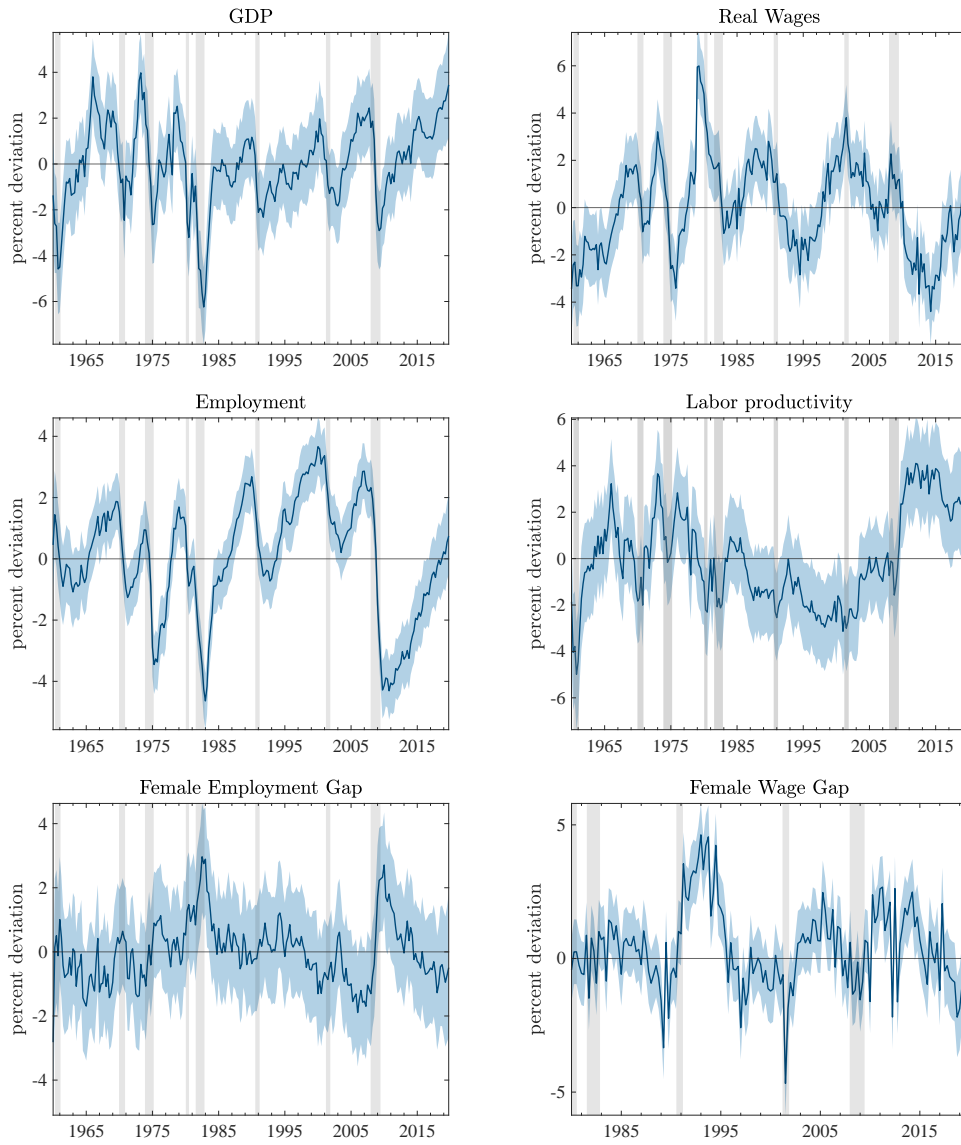 GDP
percent deviation
4
2
0
-2
-4
-6
1965 1975 1985 1995 2005 2015
Real Wages
percent deviation
6
4
2
0
-2
-4
1965 1975 1985 1995 2005 2015
Employment
percent deviation
4
2
0
-2
-4
1965 1975 1985 1995 2005 2015
Labor productivity
percent deviation
6
4
2
0
-2
-4
-6
1965 1975 1985 1995 2005 2015
Female Employment Gap
percent deviation
4
2
0
-2
-4
1965 1975 1985 1995 2005 2015
Female Wage Gap
percent deviation
5
0
-5
1985 1995 2005 2015